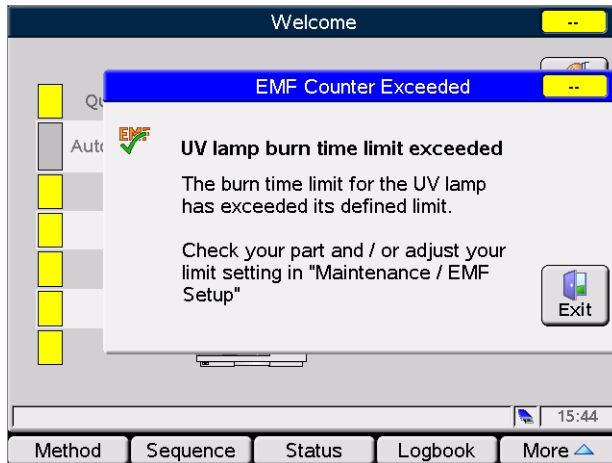 Welcome
--
EMF Counter Exceeded
--
Qu
Auto
EMF
UV lamp burn time limit exceeded
The burn time limit for the UV lamp
has exceeded its defined limit.
Check your part and / or adjust your
limit setting in "Maintenance / EMF
Setup"
Exit
15:44
Method
Sequence
Status
Logbook
More